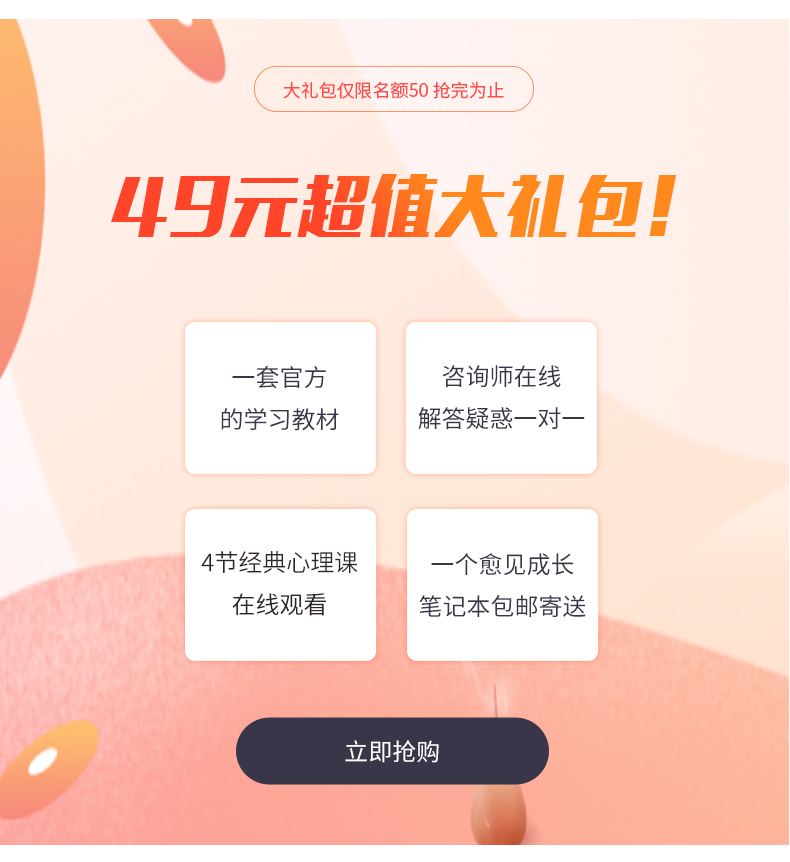 大礼包仅限名额50 抢完为止
49元超值大礼包!
一套官方
的学习教材
咨询师在线
解答疑惑一对一
4节经典心理课
在线观看
一个愈见成长
笔记本包邮寄送
立即抢购